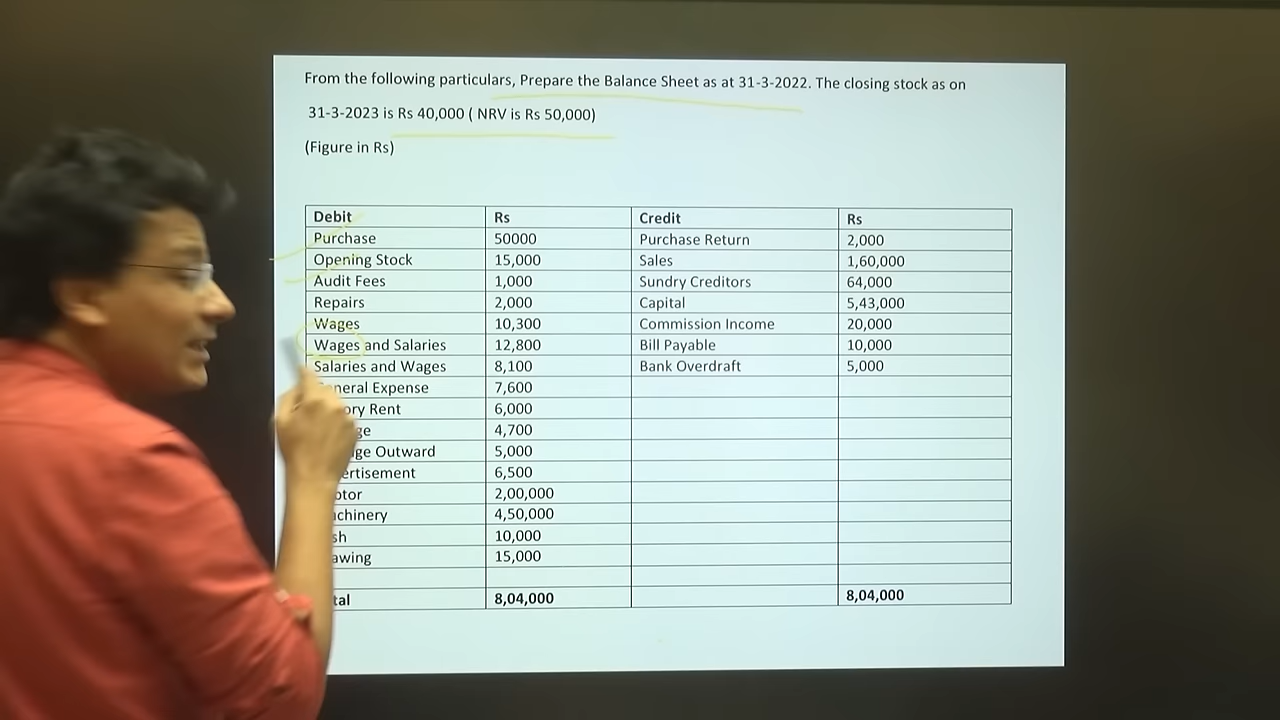 From the following particulars, Prepare the Balance Sheet as at 31-3-2022. The closing stock as on
31-3-2023 is Rs 40,000 ( NRV is Rs 50,000)
(Figure in Rs)
Debit Rs Credit Rs
Purchase 50000 Purchase Return 2,000
Opening Stock 15,000 Sales 1,60,000
Audit Fees 1,000 Sundry Creditors 64,000
Repairs 2,000 Capital 5,43,000
Wages 10,300 Commission Income 20,000
Wages and Salaries 12,800 Bill Payable 10,000
Salaries and Wages 8,100 Bank Overdraft 5,000
neral Expense 7,600
ory Rent 6,000
ge 4,700
ge Outward 5,000
ertisement 6,500
otor 2,00,000
chinery 4,50,000
sh 10,000
awing 15,000
tal 8,04,000 8,04,000